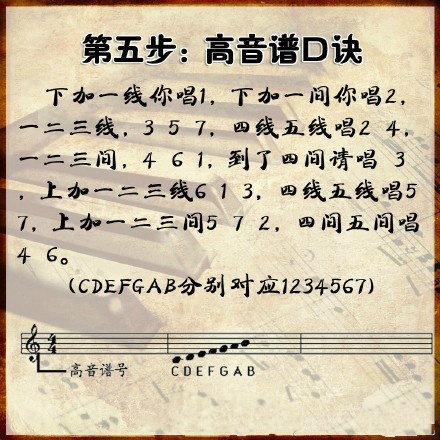 第五步：高音谱口诀
下加一线你唱1，下加一间你唱2，
一二三线，3 5 7，四线五线唱2 4，
一二三间，4 6 1，到了四间请唱 3
，上加一二三线6 1 3，四线五线唱5
7，上加一二三间5 7 2，四间五间唱
4 6。
(CDEFGAB分别对应1234567)
4
4
高音谱号
C D E F G A B